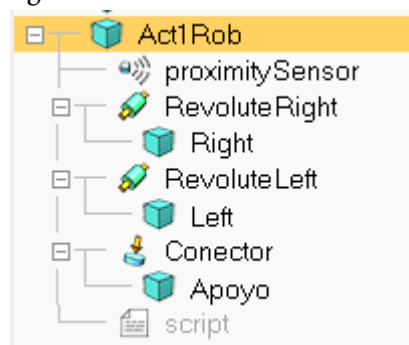 Act1Rob
proximitySensor
RevoluteRight
Right
RevoluteLeft
Left
Conector
Apoyo
script